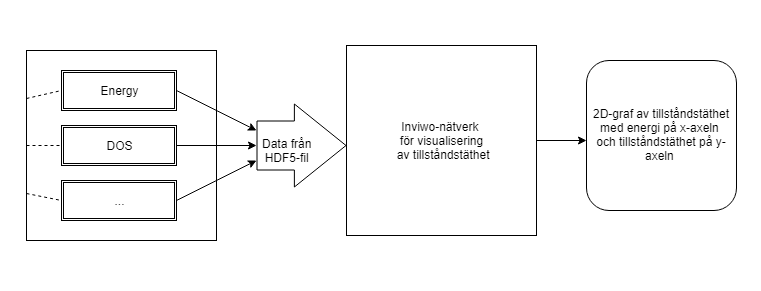 Energy
DOS
...
Data från
HDF5-fil
Inviwo-nätverk
för visualisering
av tillståndstäthet
2D-graf av tillståndstäthet
med energi på x-axeln
och tillståndstäthet på y-
axeln